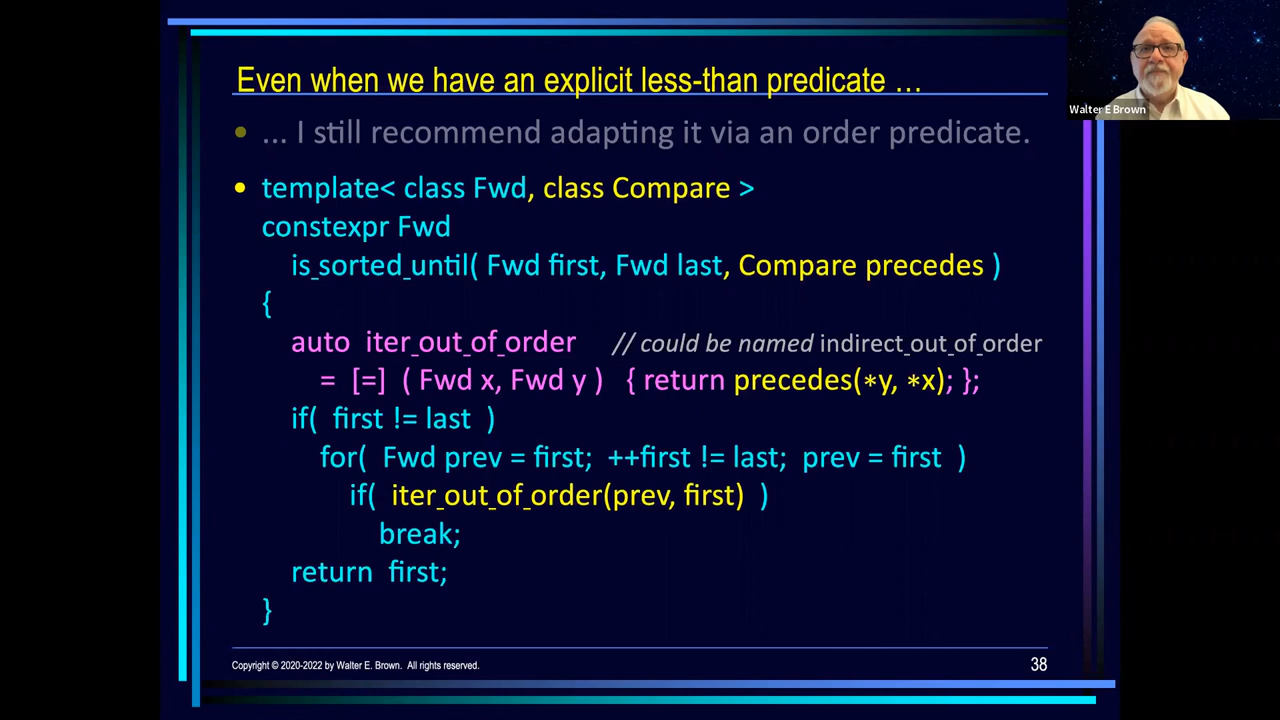 Even when we have an explicit less-than predicate …
Walter E Brown
• … I still recommend adapting it via an order predicate.
• template< class Fwd, class Compare >
constexpr Fwd
is_sorted_until( Fwd first, Fwd last, Compare precedes )
{
auto iter_out_of_order // could be named indirect_out_of_order
= [=] ( Fwd x, Fwd y ) { return precedes(*y, *x); };
if( first != last )
for( Fwd prev = first; ++first != last; prev = first )
if( iter_out_of_order(prev, first) )
break;
return first;
}
Copyright © 2020-2022 by Walter E. Brown. All rights reserved.
38